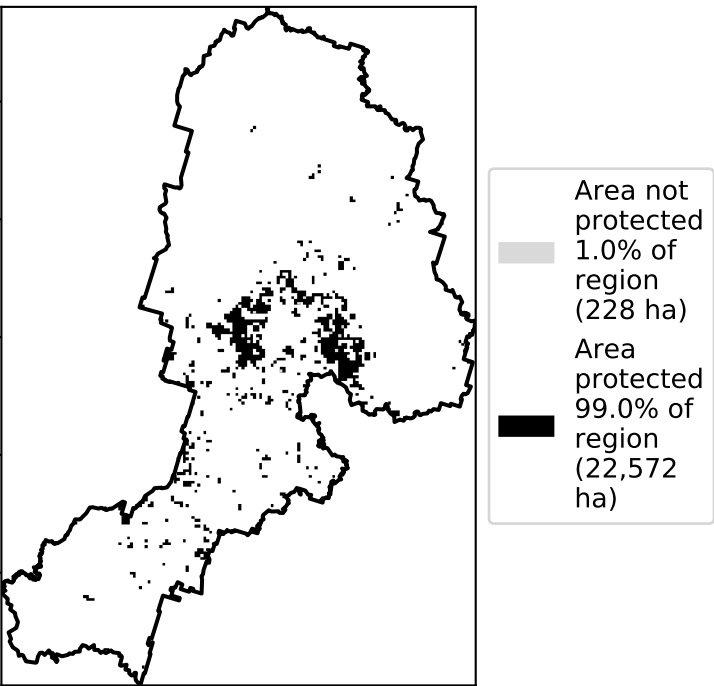 Area not
protected
1.0% of
region
(228 ha)
Area
protected
99.0% of
region
(22,572
ha)